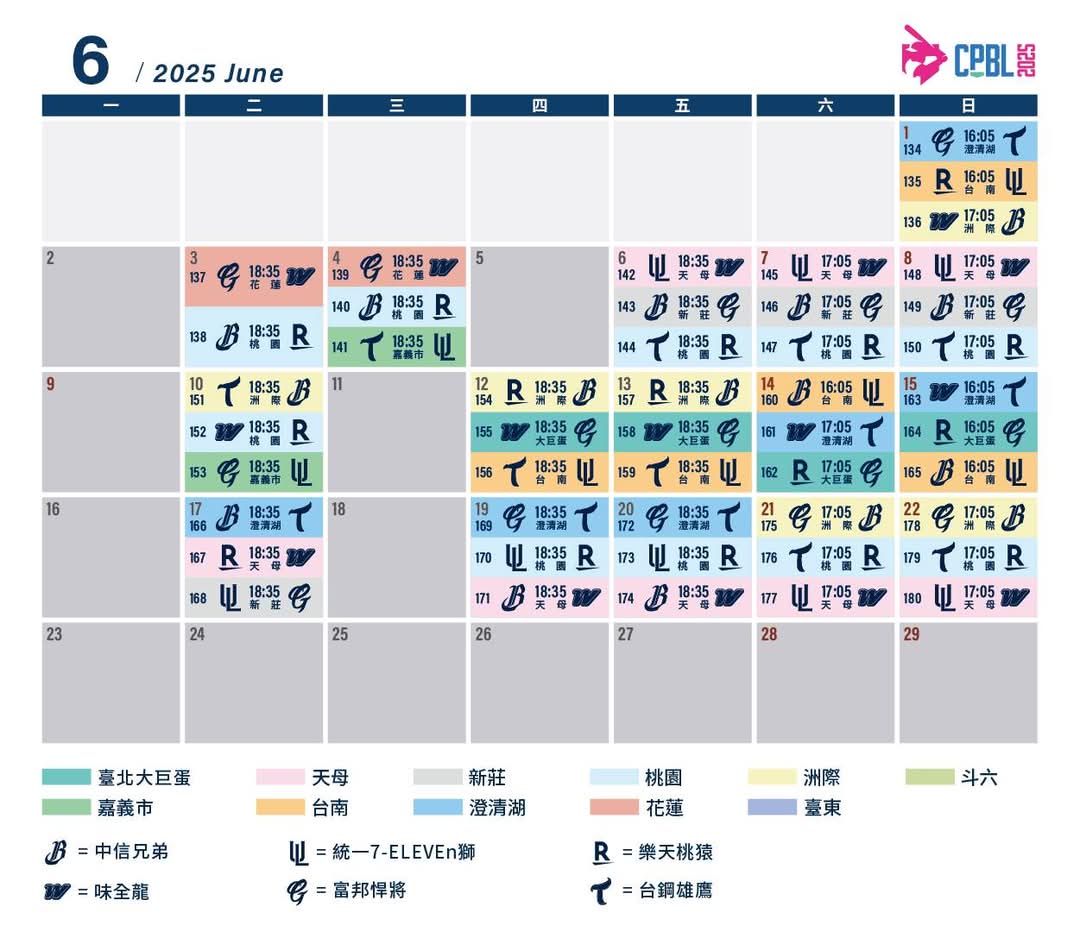 6 / 2025 June
CPBL 2025
一 二 三 四 五 六 日
1
134 G 16:05 澄清湖 T
135 R 16:05 台南 UL
136 W 17:05 洲際 B
2
3
137 G 18:35 花蓮 W
138 B 18:35 桃園 R
4
139 G 18:35 花蓮 W
140 B 18:35 桃園 R
141 T 18:35 嘉義市 UL
5
6
142 UL 18:35 天母 W
143 B 18:35 新莊 G
144 T 18:35 桃園 R
7
145 UL 17:05 天母 W
146 B 17:05 新莊 G
147 T 17:05 桃園 R
8
148 UL 17:05 天母 W
149 B 17:05 新莊 G
150 T 17:05 桃園 R
9
10
151 T 18:35 洲際 B
152 W 18:35 桃園 R
153 G 18:35 嘉義市 UL
11
12
154 R 18:35 洲際 B
155 W 18:35 大巨蛋 G
156 T 18:35 台南 UL
13
157 R 18:35 洲際 B
158 W 18:35 大巨蛋 G
159 T 18:35 台南 UL
14
160 B 16:05 台南 UL
161 W 17:05 澄清湖 T
162 R 17:05 大巨蛋 G
15
163 W 16:05 澄清湖 T
164 R 16:05 大巨蛋 G
165 B 16:05 台南 UL
16
17
166 B 18:35 澄清湖 T
167 R 18:35 天母 W
168 UL 18:35 新莊 G
18
19
169 G 18:35 澄清湖 T
170 UL 18:35 桃園 R
171 B 18:35 天母 W
20
172 G 18:35 澄清湖 T
173 UL 18:35 桃園 R
174 B 18:35 天母 W
21
175 G 17:05 洲際 B
176 T 17:05 桃園 R
177 UL 17:05 天母 W
22
178 G 17:05 洲際 B
179 T 17:05 桃園 R
180 UL 17:05 天母 W
23 24 25 26 27 28 29
臺北大巨蛋 天母 新莊 桃園 洲際 斗六
嘉義市 台南 澄清湖 花蓮 臺東
B = 中信兄弟 UL = 統一7-ELEVEn獅 R = 樂天桃猿
W = 味全龍 G = 富邦悍將 T = 台鋼雄鷹